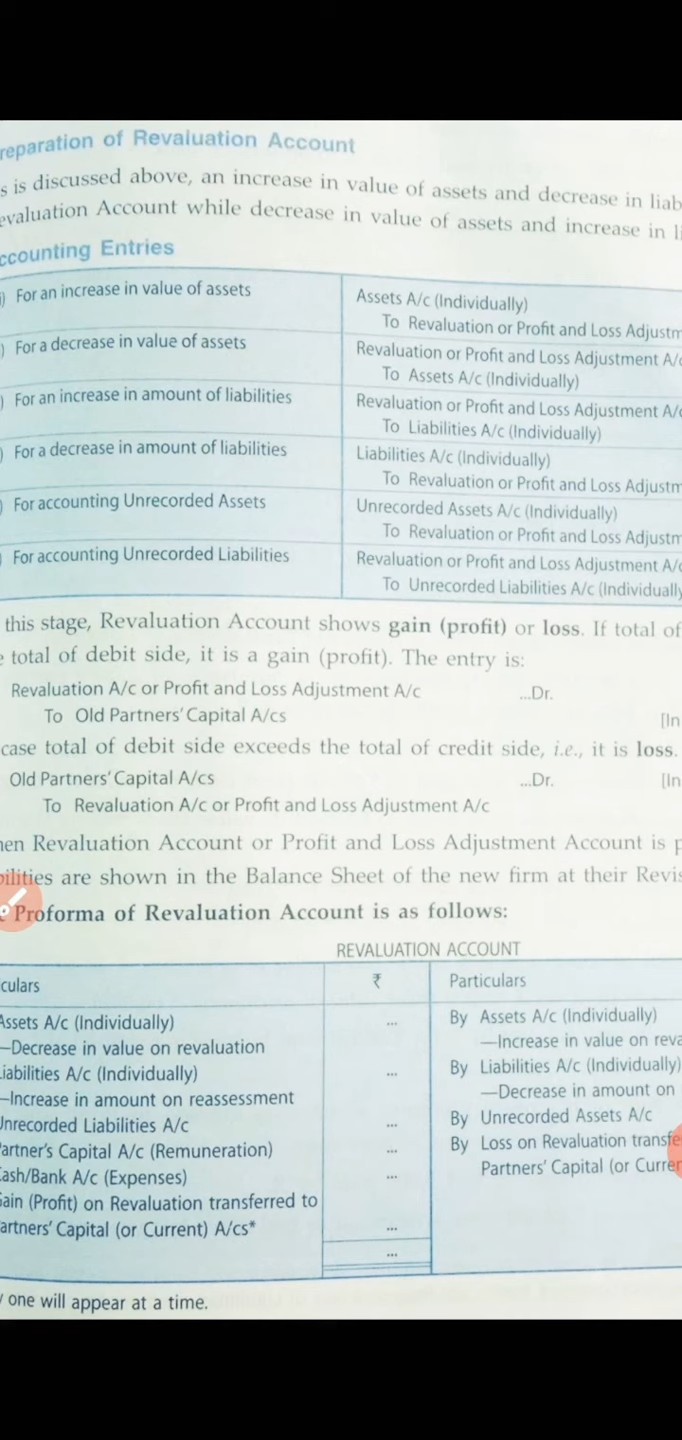 reparation of Revaluation Account
s is discussed above, an increase in value of assets and decrease in liab
evaluation Account while decrease in value of assets and increase in li
ccounting Entries
) For an increase in value of assets
Assets A/c (Individually)
To Revaluation or Profit and Loss Adjustm
) For a decrease in value of assets
Revaluation or Profit and Loss Adjustment A/c
To Assets A/c (Individually)
) For an increase in amount of liabilities
Revaluation or Profit and Loss Adjustment A/c
To Liabilities A/c (Individually)
) For a decrease in amount of liabilities
Liabilities A/c (Individually)
To Revaluation or Profit and Loss Adjustm
) For accounting Unrecorded Assets
Unrecorded Assets A/c (Individually)
To Revaluation or Profit and Loss Adjustm
) For accounting Unrecorded Liabilities
Revaluation or Profit and Loss Adjustment A/c
To Unrecorded Liabilities A/c (Individually
this stage, Revaluation Account shows gain (profit) or loss. If total of
e total of debit side, it is a gain (profit). The entry is:
Revaluation A/c or Profit and Loss Adjustment A/c ...Dr.
To Old Partners' Capital A/cs [In
case total of debit side exceeds the total of credit side, i.e., it is loss.
Old Partners' Capital A/cs ...Dr. [In
To Revaluation A/c or Profit and Loss Adjustment A/c
hen Revaluation Account or Profit and Loss Adjustment Account is p
bilities are shown in the Balance Sheet of the new firm at their Revis
Proforma of Revaluation Account is as follows:
REVALUATION ACCOUNT
culars ₹ Particulars
Assets A/c (Individually) ...
—Decrease in value on revaluation
iabilities A/c (Individually) ...
—Increase in amount on reassessment
Unrecorded Liabilities A/c ...
Partner's Capital A/c (Remuneration) ...
Cash/Bank A/c (Expenses) ...
Gain (Profit) on Revaluation transferred to
artners' Capital (or Current) A/cs* ...
...
By Assets A/c (Individually)
—Increase in value on reva
By Liabilities A/c (Individually)
—Decrease in amount on
By Unrecorded Assets A/c
By Loss on Revaluation transfe
Partners' Capital (or Curren
y one will appear at a time.